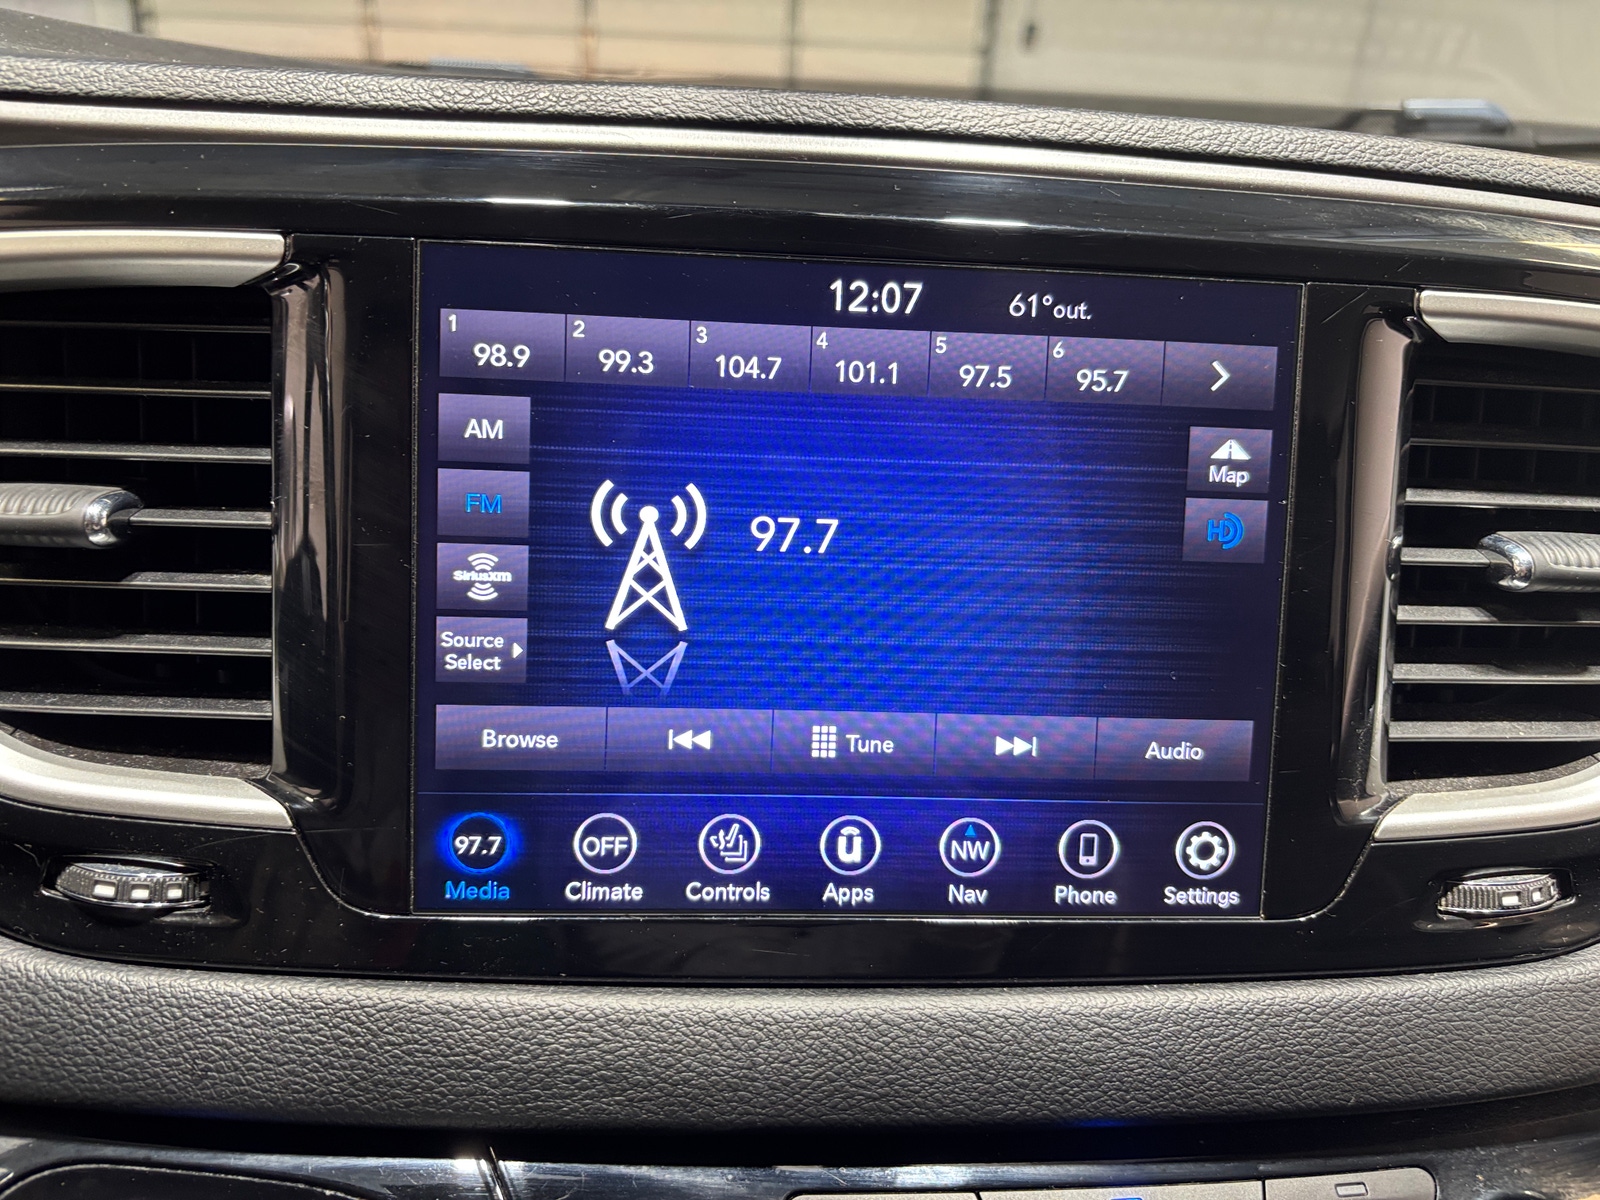 12:07 61°out.
1 98.9 2 99.3 3 104.7 4 101.1 5 97.5 6 95.7
AM
Map
FM
HD
97.7
SiriusXM
Source
Select
Browse Tune Audio
97.7 OFF NW
Media Climate Controls Apps Nav Phone Settings